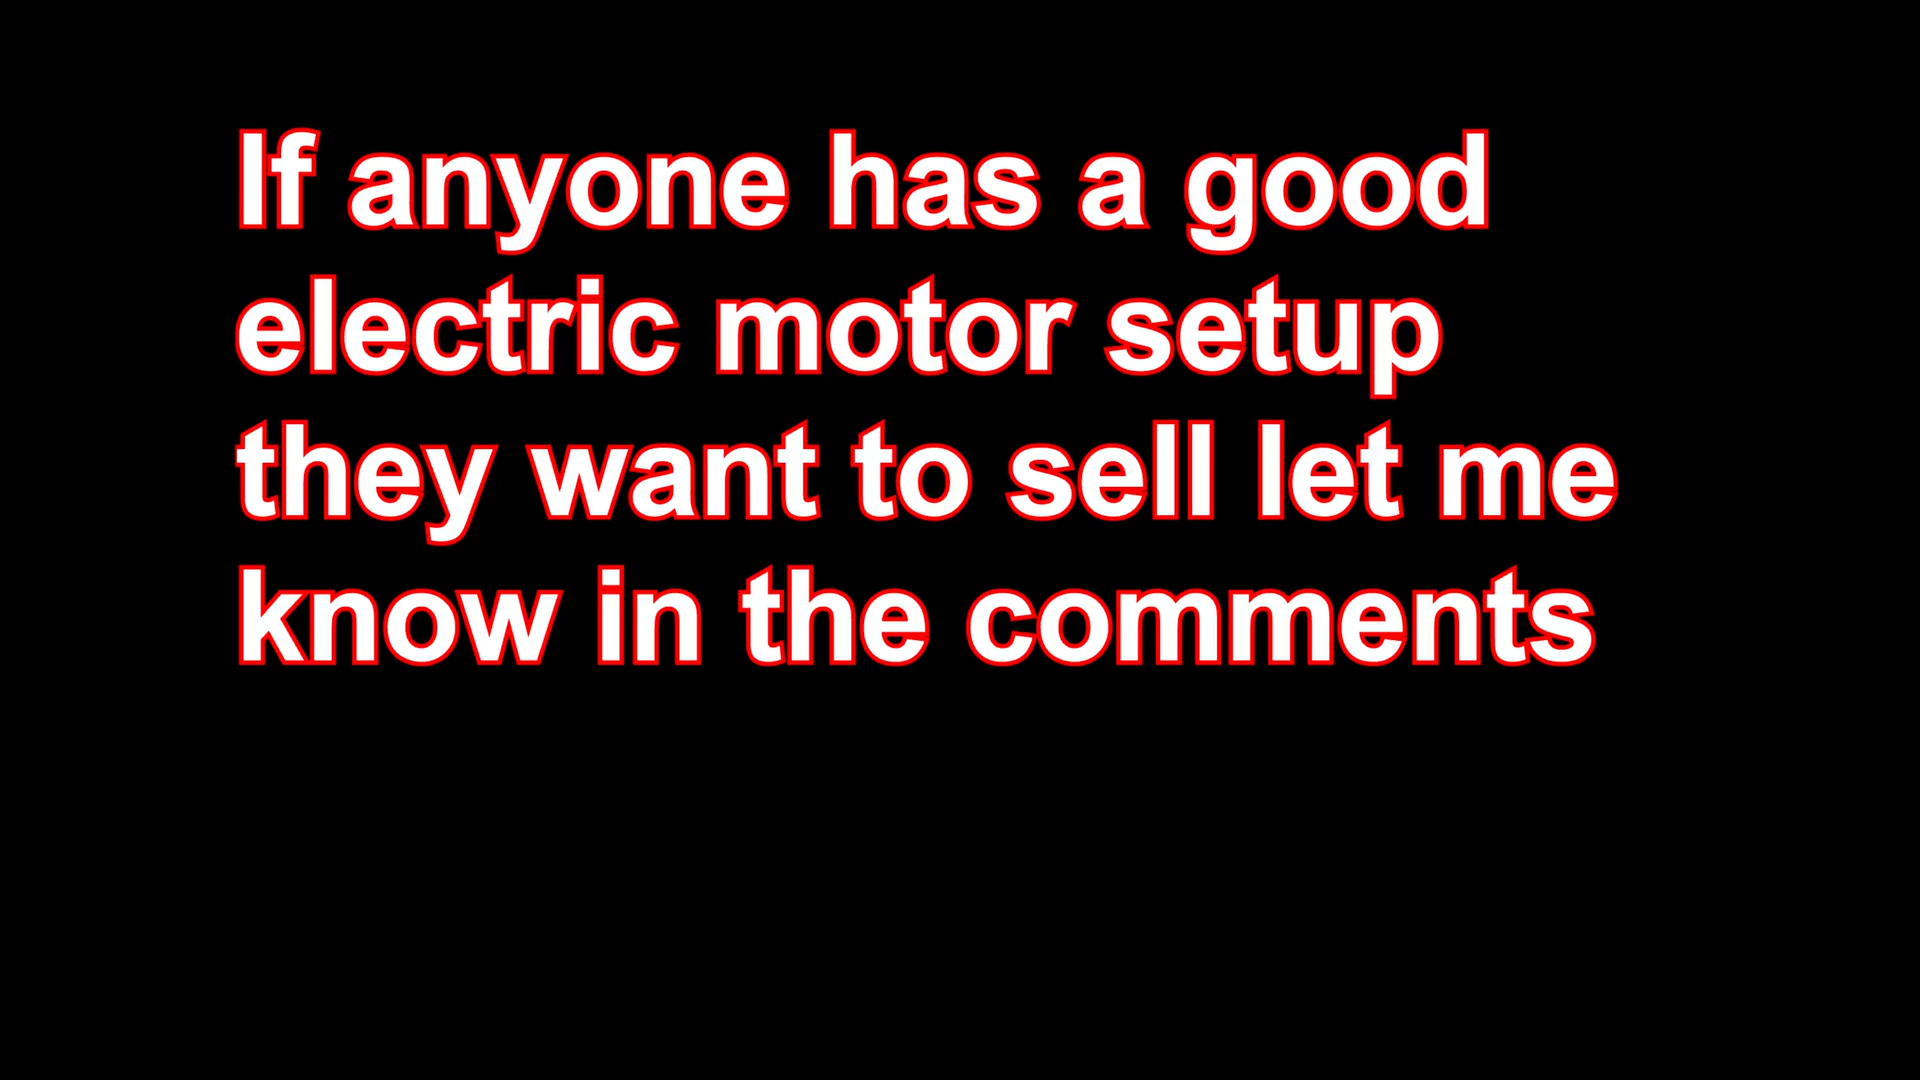 If anyone has a good
electric motor setup
they want to sell let me
know in the comments